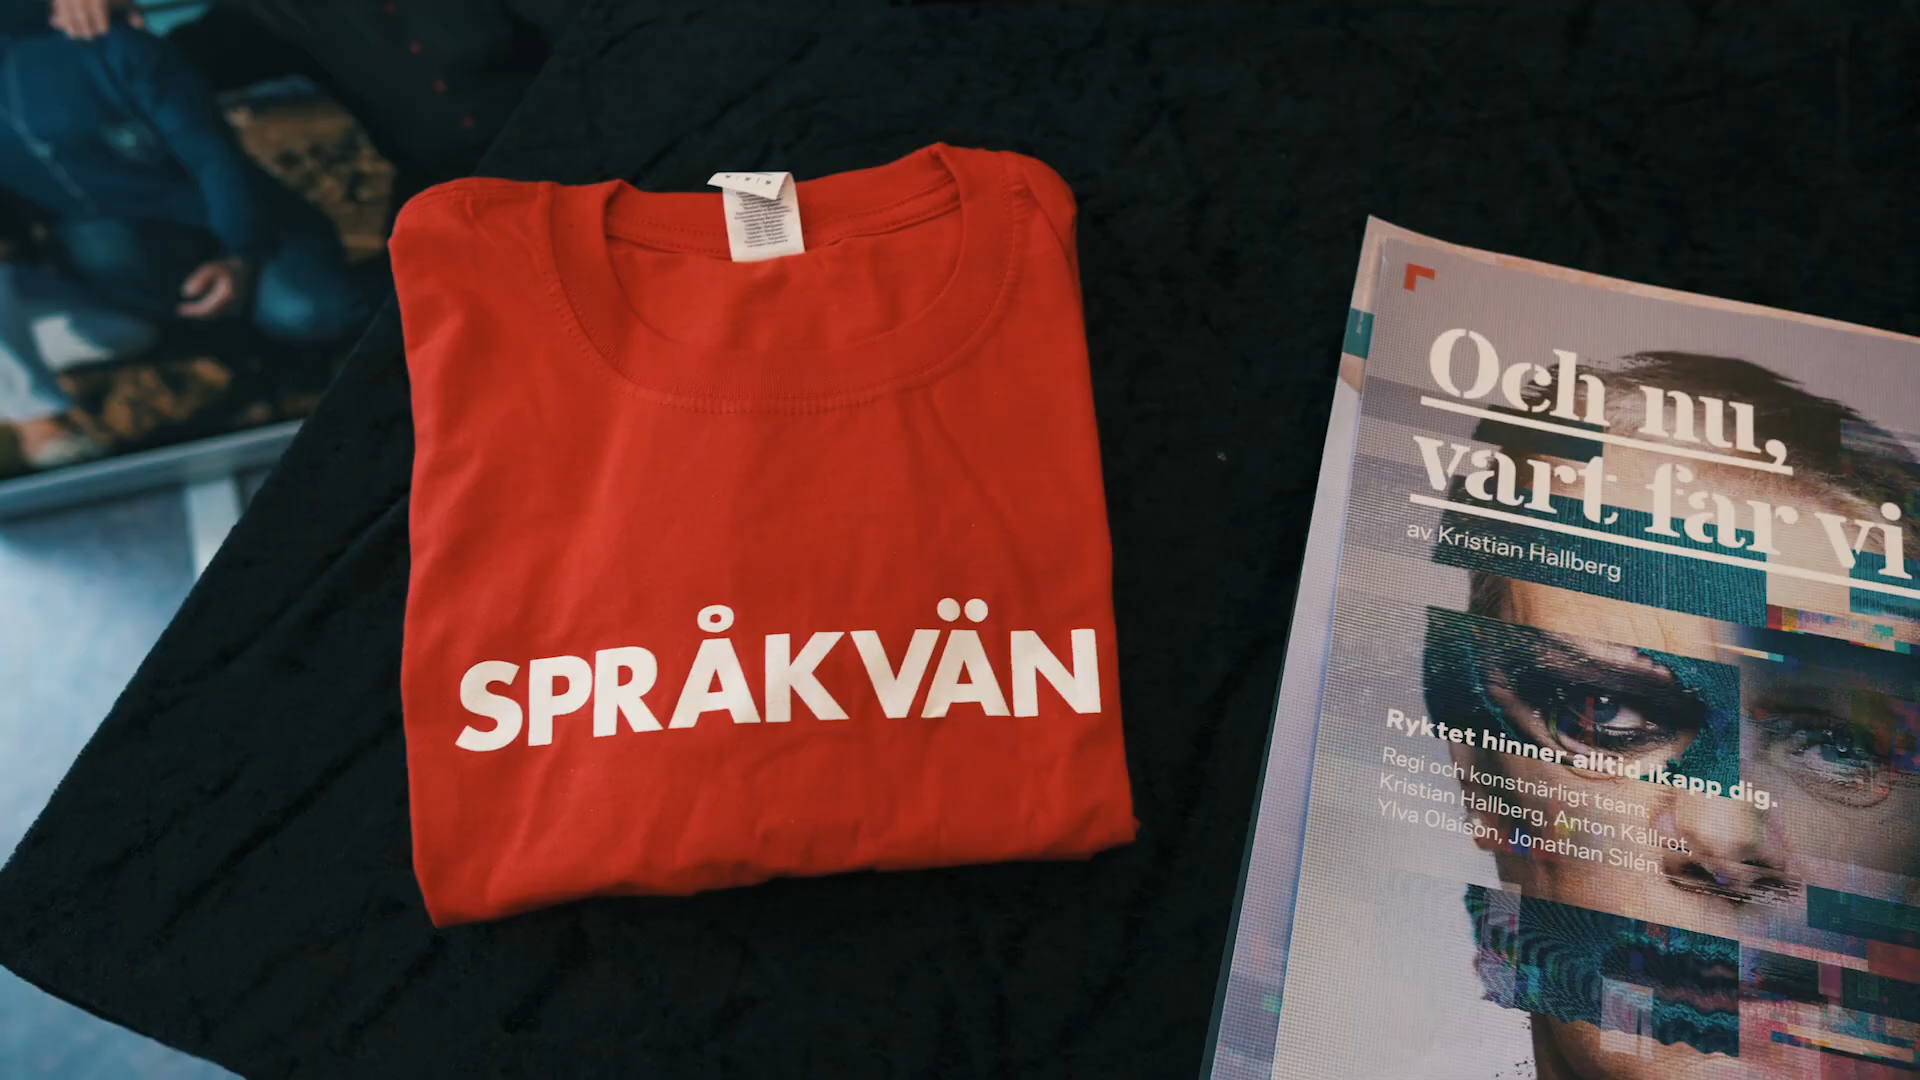 SPRÅKVÄN
Och nu,
vart far vi
av Kristian Hallberg
Ryktet hinner alltid ikapp dig.
Regi och konstnärligt team:
Kristian Hallberg, Anton Källrot,
Ylva Olaison, Jonathan Silén.